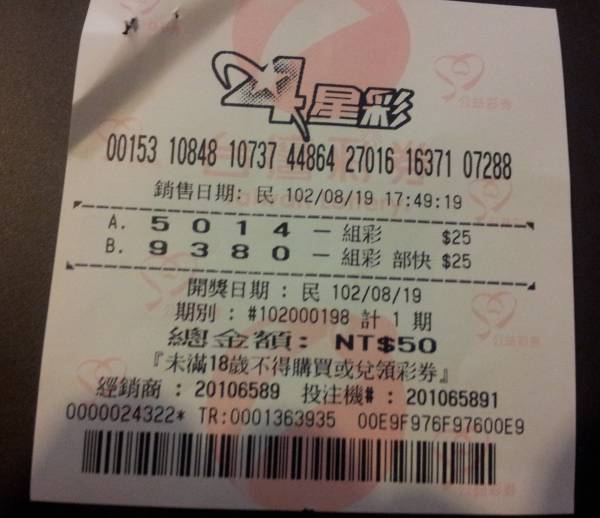 4星彩
00153 10848 10737 44864 27016 16371 07288
銷售日期: 民 102/08/19 17:49:19
A. 5 0 1 4 – 組彩 $25
B. 9 3 8 0 – 組彩 部快 $25
開獎日期 : 民 102/08/19
期別 : #102000198 計 1 期
總金額: NT$50
『未滿18歲不得購買或兌領彩券』
經銷商 : 20106589 投注機# : 201065891
0000024322* TR:0001363935 00E9F976F97600E9